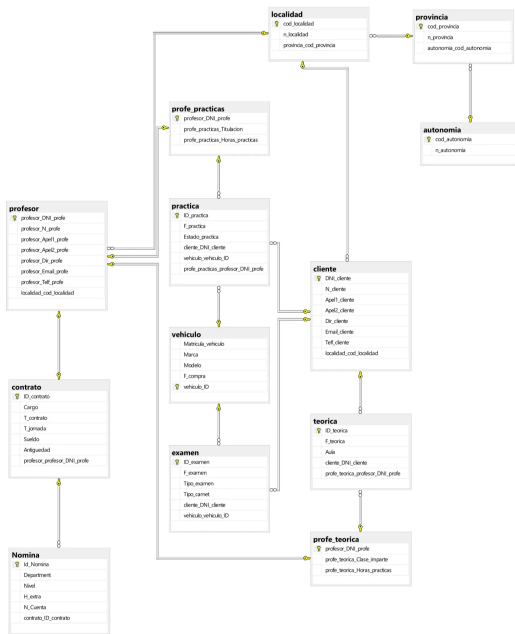 localidad
cod_localidad
n_localidad
provincia_cod_provincia
provincia
cod_provincia
n_provincia
autonomia_cod_autonomia
autonomia
cod_autonomia
n_autonomia
profe_practicas
profesor_DNI_profe
profe_practicas_Titulacion
profe_practicas_Horas_practicas
profesor
profesor_DNI_profe
profesor_N_profe
profesor_Apel1_profe
profesor_Apel2_profe
profesor_Dir_profe
profesor_Email_profe
profesor_Telf_profe
localidad_cod_localidad
practica
ID_practica
F_practica
Estado_practica
cliente_DNI_cliente
vehiculo_vehiculo_ID
profe_practicas_profesor_DNI_profe
cliente
DNI_cliente
N_cliente
Apel1_cliente
Apel2_cliente
Dir_cliente
Email_cliente
Telf_cliente
localidad_cod_localidad
vehiculo
Matricula_vehiculo
Marca
Modelo
F_compra
vehiculo_ID
contrato
ID_contrato
Cargo
T_contrato
T_jornada
Sueldo
Antiguedad
profesor_profesor_DNI_profe
examen
ID_examen
F_examen
Tipo_examen
Tipo_carnet
cliente_DNI_cliente
vehiculo_vehiculo_ID
teorica
ID_teorica
F_teorica
Aula
cliente_DNI_cliente
profe_teorica_profesor_DNI_profe
Nomina
Id_Nomina
Department
Nivel
H_extra
N_Cuenta
contrato_ID_contrato
profe_teorica
profesor_DNI_profe
profe_teorica_Clase_imparte
profe_teorica_Horas_practicas